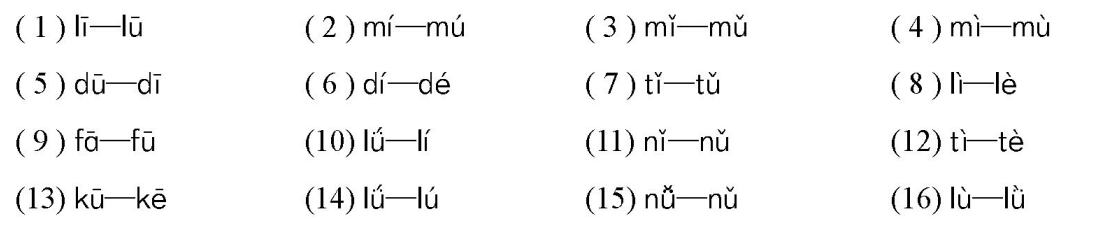 ( 1 ) lī—lū ( 2 ) mí—mú ( 3 ) mǐ—mǔ ( 4 ) mì—mù
( 5 ) dū—dī ( 6 ) dí—dé ( 7 ) tǐ—tǔ ( 8 ) lì—lè
( 9 ) fā—fū (10) lǘ—lí (11) nǐ—nǔ (12) tì—tè
(13) kū—kē (14) lǘ—lú (15) nǚ—nǔ (16) lù—lǜ